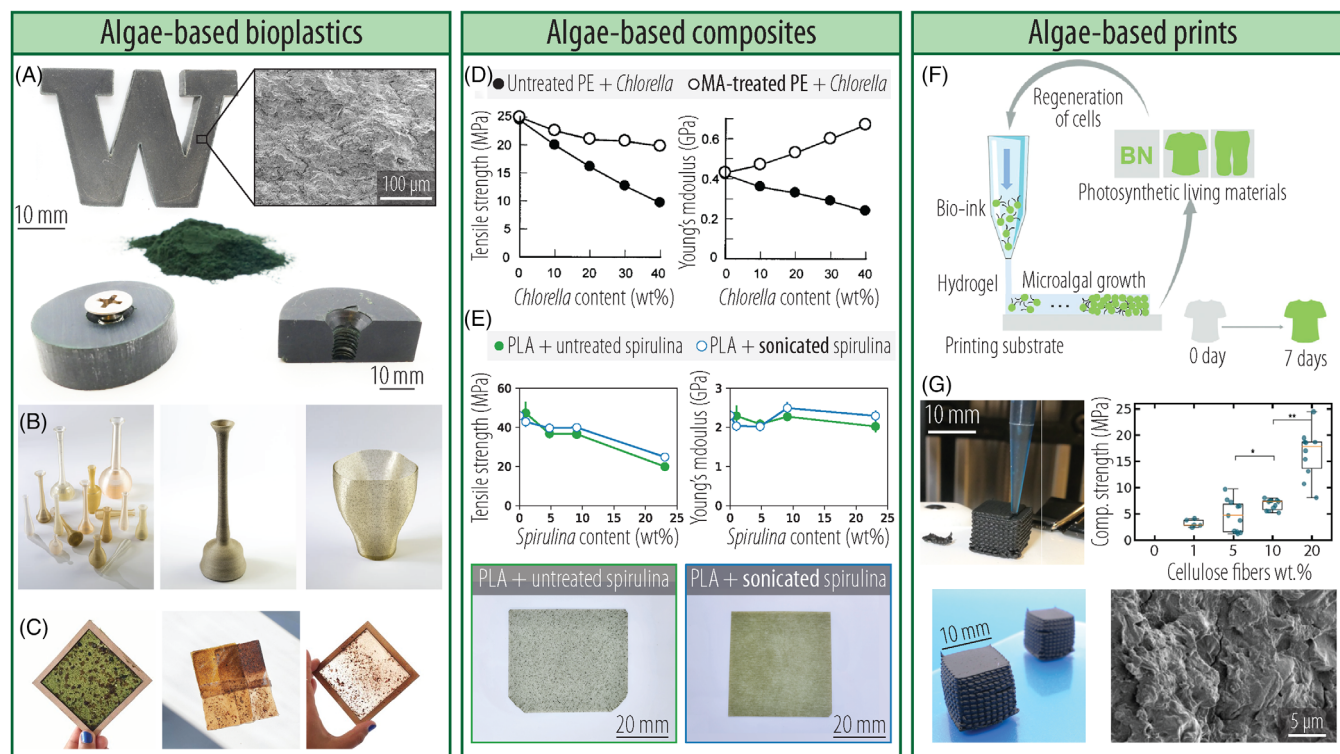 Algae-based bioplastics
(A)
100 μm
10 mm
10 mm
(B)
(C)
Algae-based composites
(D)
Untreated PE + Chlorella
MA-treated PE + Chlorella
Tensile strength (MPa)
25
20
15
10
5
0
0 10 20 30 40
Chlorella content (wt%)
Young's mdoulus (GPa)
0.6
0.4
0.2
0
0 10 20 30 40
Chlorella content (wt%)
(E)
PLA + untreated spirulina
PLA + sonicated spirulina
Tensile strength (MPa)
60
40
20
0
0 5 10 15 20 25
Spirulina content (wt%)
Young's mdoulus (GPa)
3
2
1
0
0 5 10 15 20 25
Spirulina content (wt%)
PLA + untreated spirulina
20 mm
PLA + sonicated spirulina
20 mm
Algae-based prints
(F)
Regeneration
of cells
BN
Photosynthetic living materials
Bio-ink
Hydrogel
Microalgal growth
...
Printing substrate
0 day
7 days
(G)
10 mm
Comp. strength (MPa)
25
20
15
10
5
0
*
**
0 1 5 10 20
Cellulose fibers wt.%
10 mm
5 μm